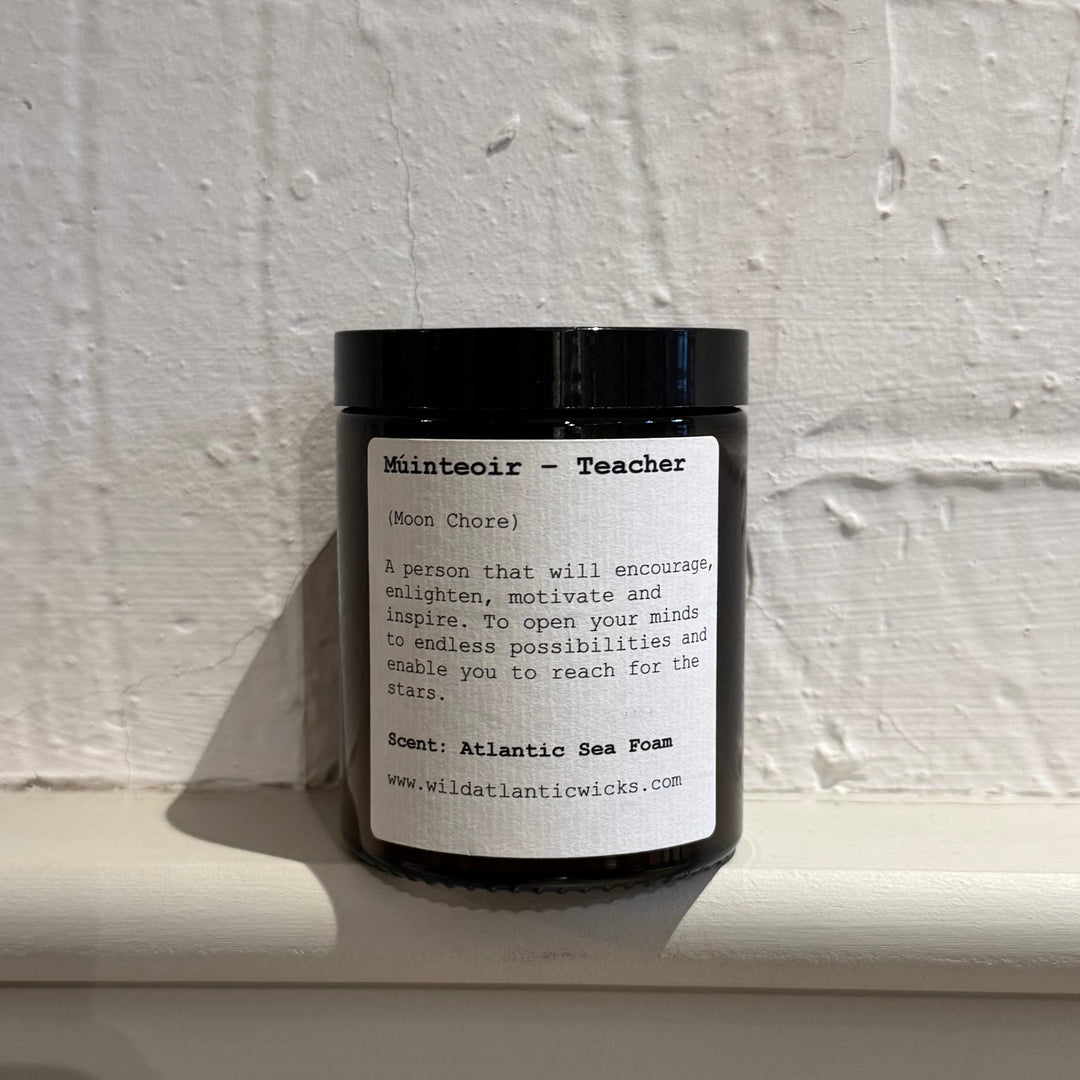 Múinteoir - Teacher
(Moon Chore)
A person that will encourage,
enlighten, motivate and
inspire. To open your minds
to endless possibilities and
enable you to reach for the
stars.
Scent: Atlantic Sea Foam
www.wildatlanticwicks.com